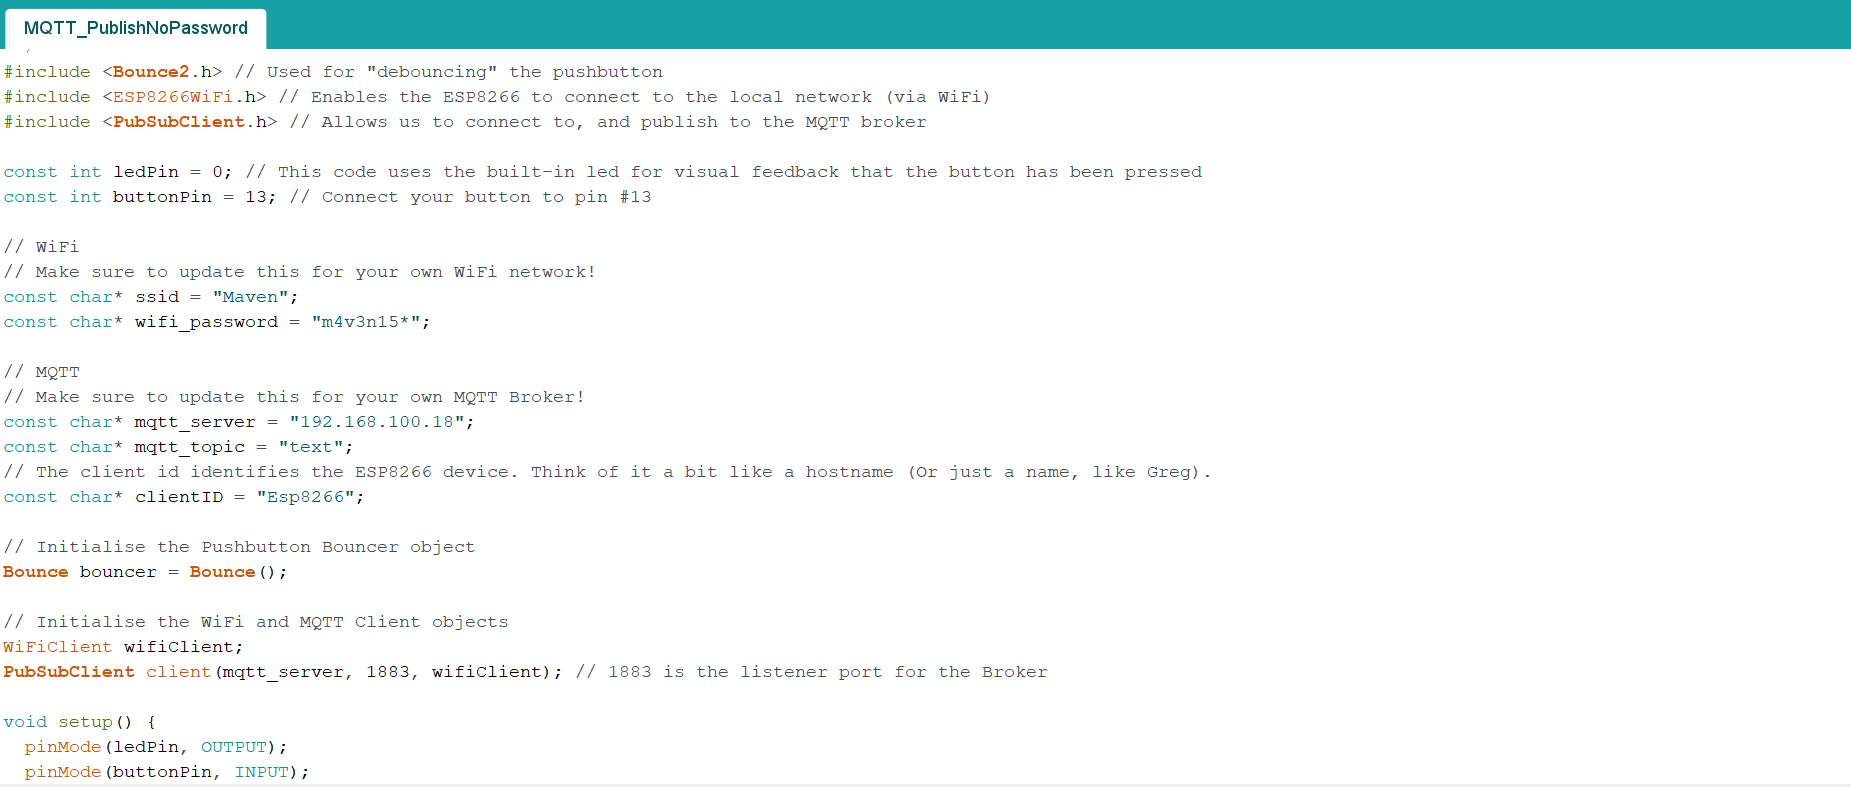 MQTT_PublishNoPassword
#include <Bounce2.h> // Used for "debouncing" the pushbutton
#include <ESP8266WiFi.h> // Enables the ESP8266 to connect to the local network (via WiFi)
#include <PubSubClient.h> // Allows us to connect to, and publish to the MQTT broker
const int ledPin = 0; // This code uses the built-in led for visual feedback that the button has been pressed
const int buttonPin = 13; // Connect your button to pin #13
// WiFi
// Make sure to update this for your own WiFi network!
const char* ssid = "Maven";
const char* wifi_password = "m4v3n15*";
// MQTT
// Make sure to update this for your own MQTT Broker!
const char* mqtt_server = "192.168.100.18";
const char* mqtt_topic = "text";
// The client id identifies the ESP8266 device. Think of it a bit like a hostname (Or just a name, like Greg).
const char* clientID = "Esp8266";
// Initialise the Pushbutton Bouncer object
Bounce bouncer = Bounce();
// Initialise the WiFi and MQTT Client objects
WiFiClient wifiClient;
PubSubClient client(mqtt_server, 1883, wifiClient); // 1883 is the listener port for the Broker
void setup() {
  pinMode(ledPin, OUTPUT);
  pinMode(buttonPin, INPUT);